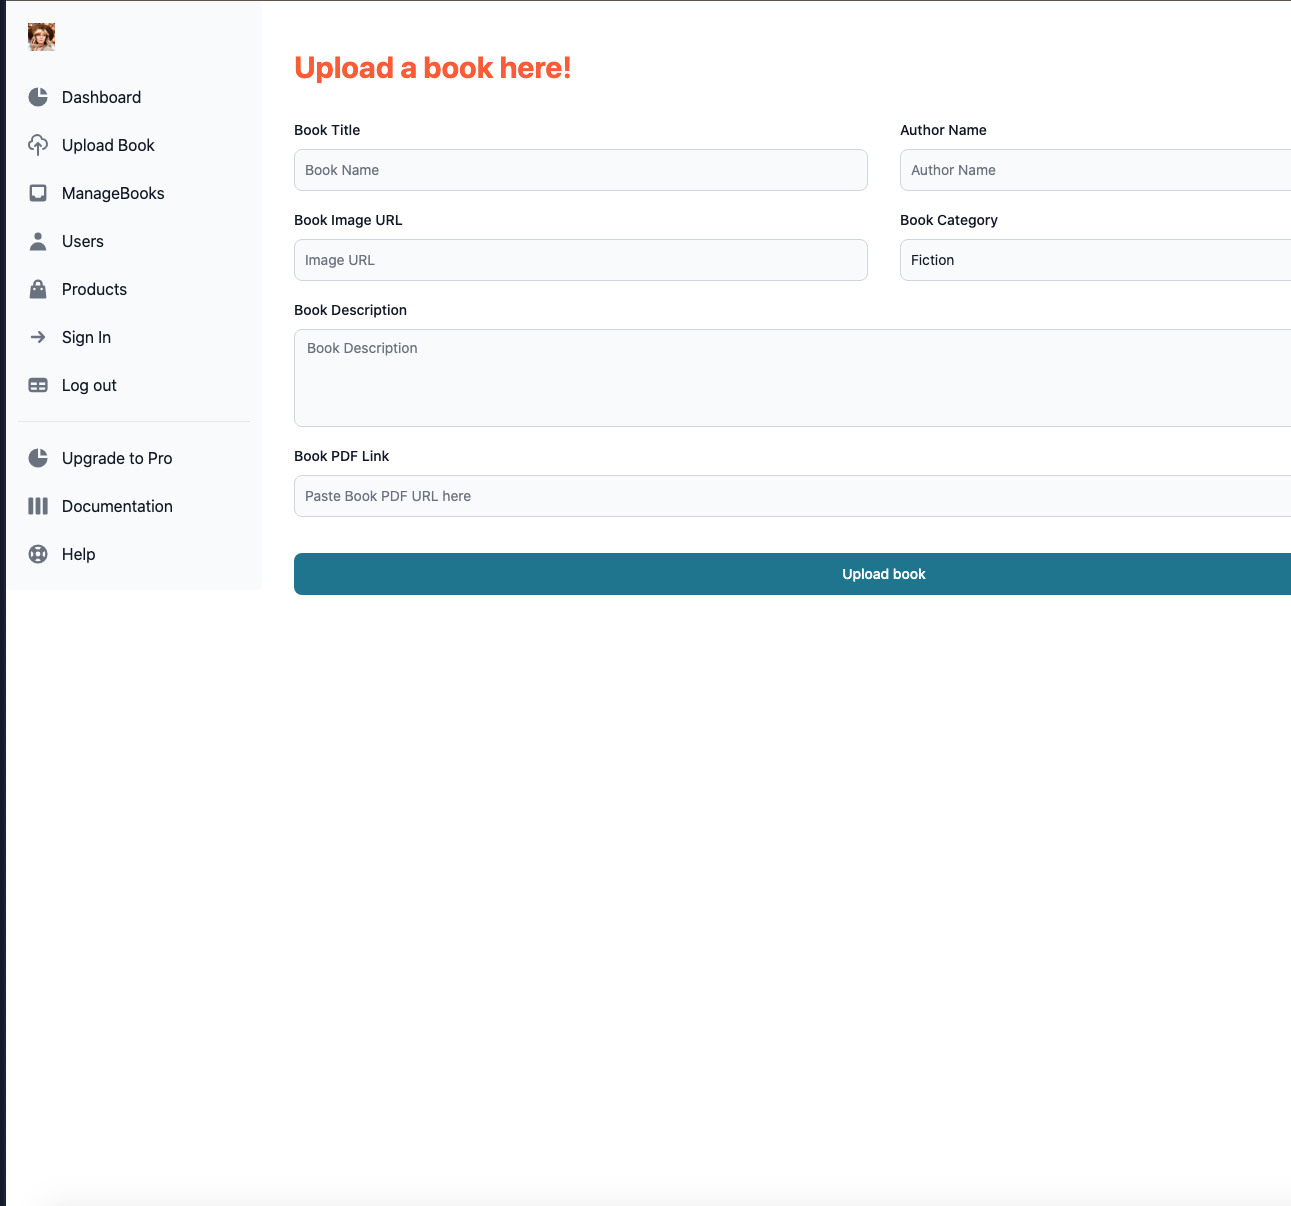 Dashboard
Upload Book
ManageBooks
Users
Products
Sign In
Log out
Upgrade to Pro
Documentation
Help
Upload a book here!
Book Title
Book Name
Author Name
Author Name
Book Image URL
Image URL
Book Category
Fiction
Book Description
Book Description
Book PDF Link
Paste Book PDF URL here
Upload book